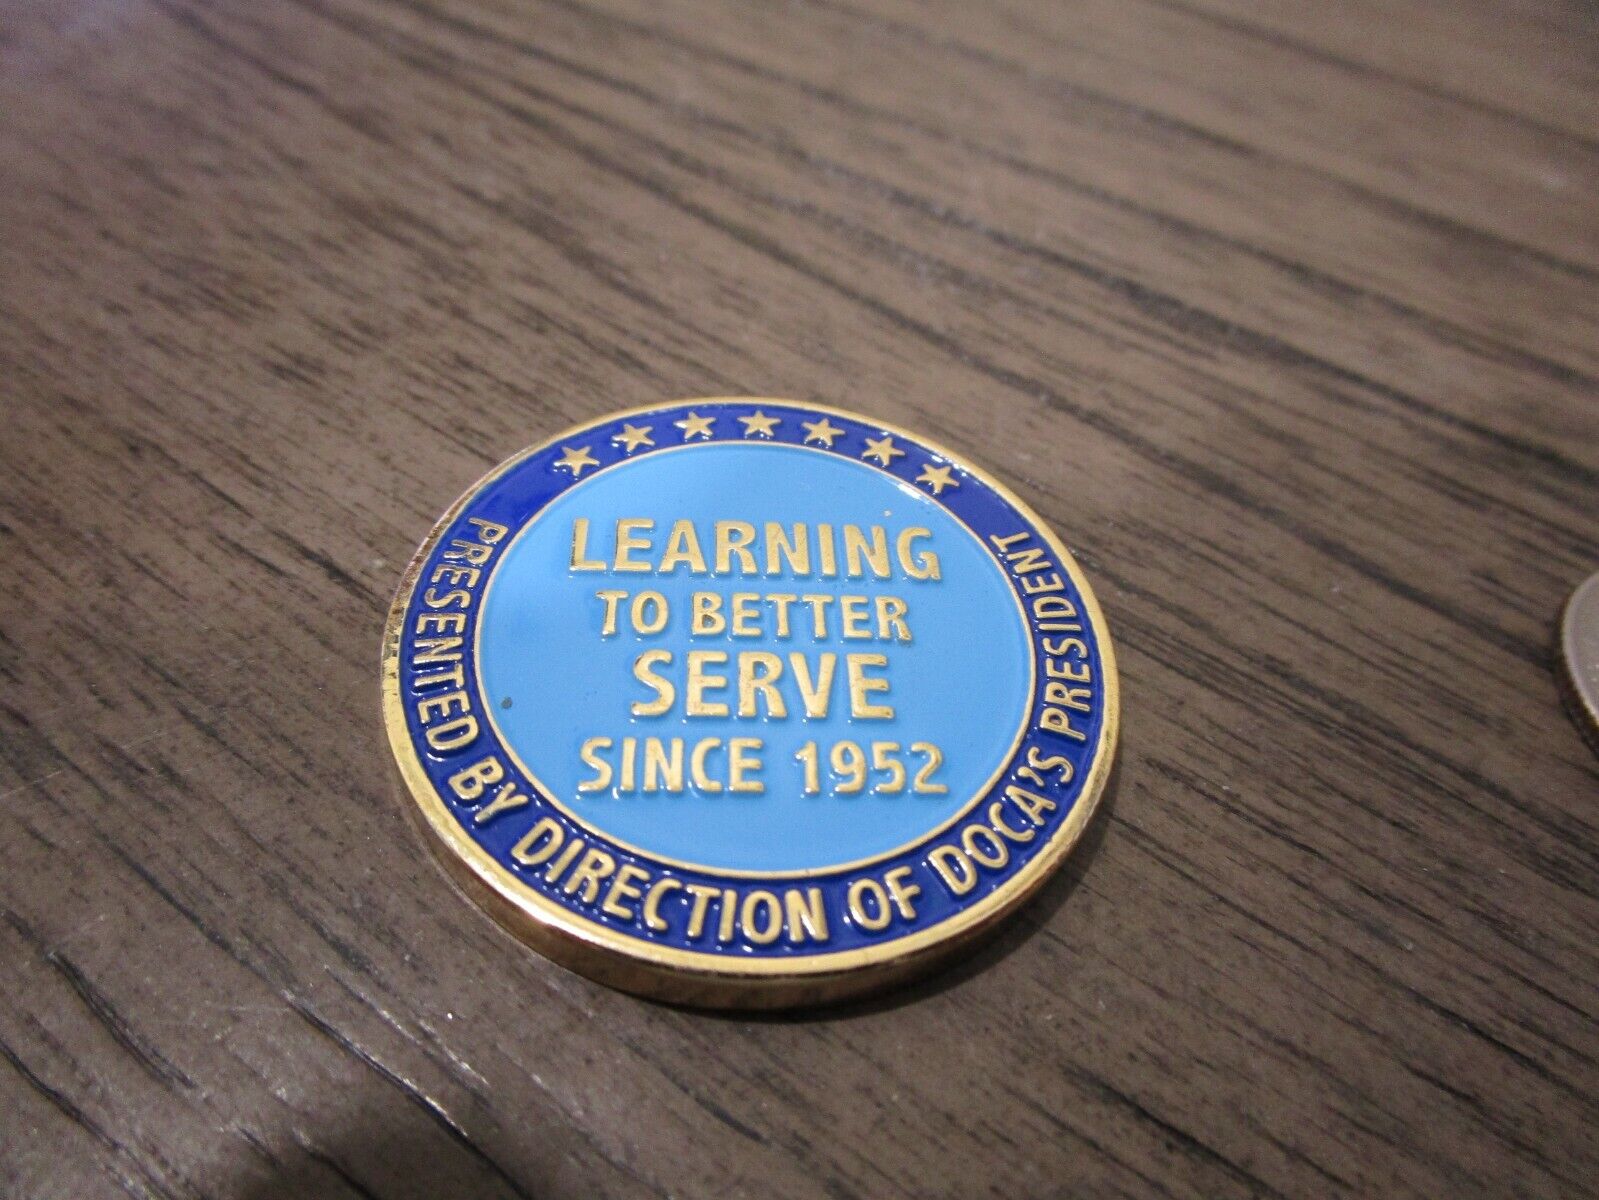 LEARNING
TO BETTER
SERVE
SINCE 1952
PRESENTED BY DIRECTION OF DOCA'S PRESIDENT